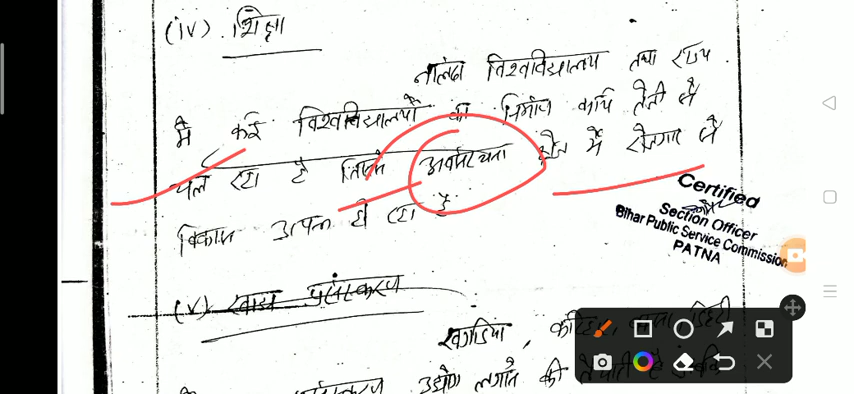 (iv). शिक्षा
नालंदा विश्वविद्यालय तथा राज्य
में कई विश्वविद्यालयों का निर्माण कार्य तेजी से
चल रहा है जिससे अवसंरचना क्षेत्र में रोजगार में
विकास उत्पन्न हो रहा है
Certified
Section Officer
Bihar Public Service Commission
PATNA
(v) खाद्य प्रसंस्करण
खगड़िया,
उद्योग लगाने की